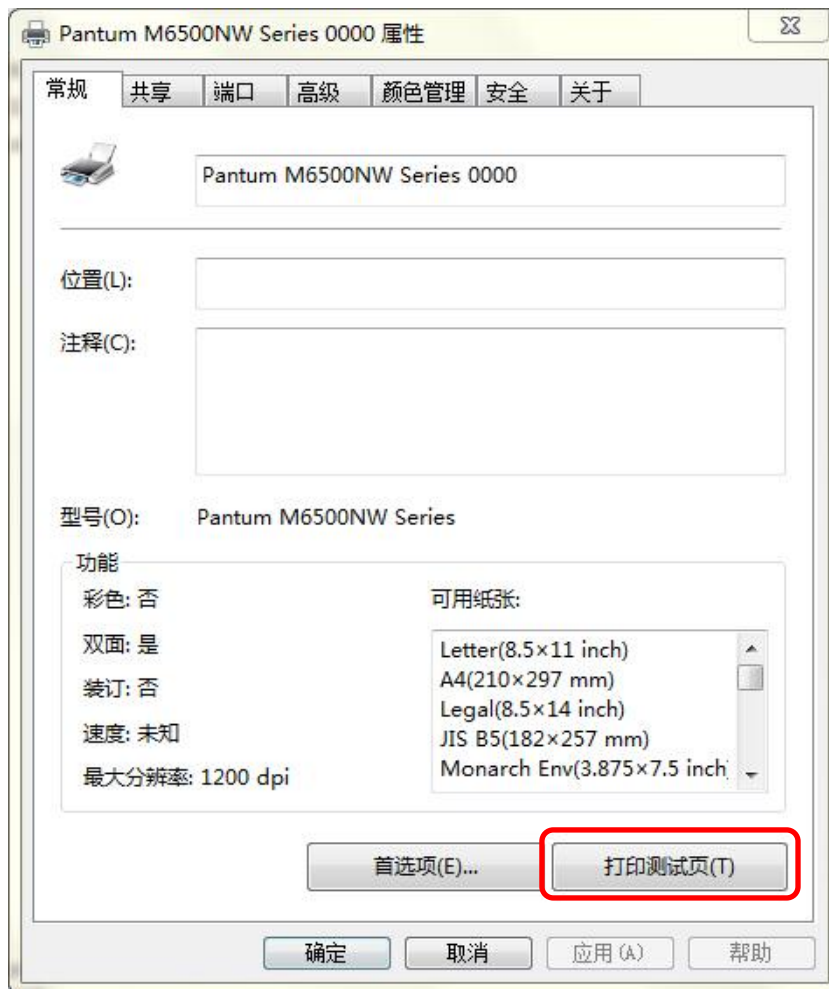 Pantum M6500NW Series 0000 属性
常规 共享 端口 高级 颜色管理 安全 关于
Pantum M6500NW Series 0000
位置(L):
注释(C):
型号(O): Pantum M6500NW Series
功能
彩色: 否
双面: 是
装订: 否
速度: 未知
最大分辨率: 1200 dpi
可用纸张:
Letter(8.5×11 inch)
A4(210×297 mm)
Legal(8.5×14 inch)
JIS B5(182×257 mm)
Monarch Env(3.875×7.5 inch
首选项(E)... 打印测试页(T)
确定 取消 应用(A) 帮助